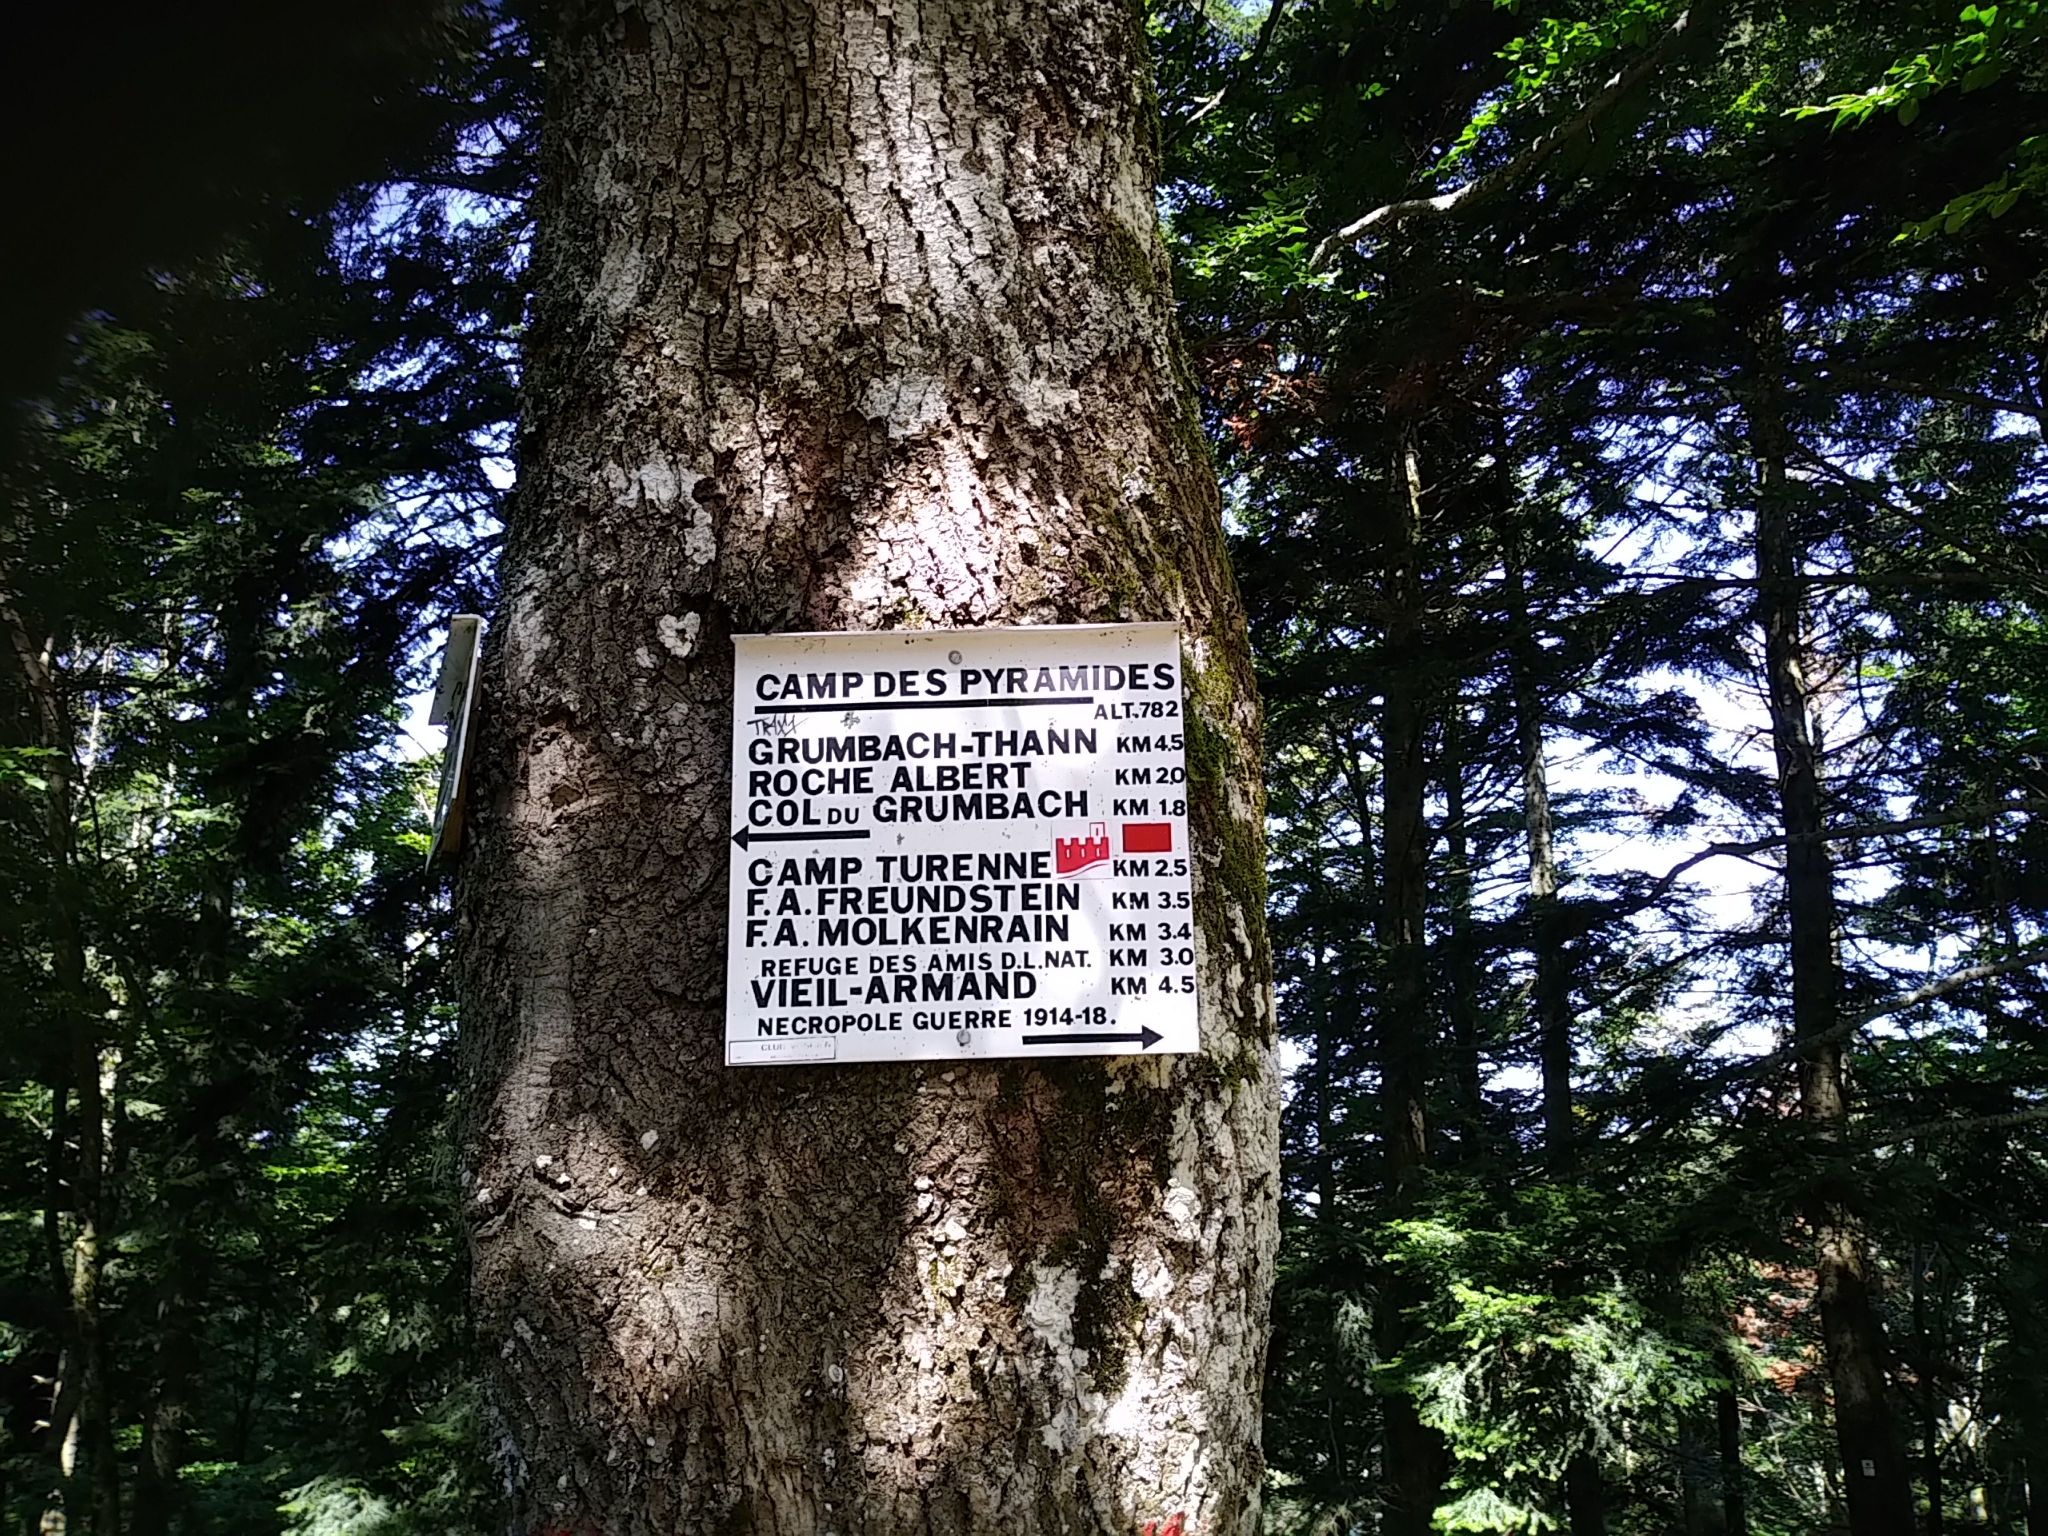 CAMP DES PYRAMIDES
ALT.782
GRUMBACH-THANN KM 4.5
ROCHE ALBERT KM 2.0
COL DU GRUMBACH KM 1.8
CAMP TURENNE KM 2.5
F.A. FREUNDSTEIN KM 3.5
F.A. MOLKENRAIN KM 3.4
REFUGE DES AMIS D.L.NAT. KM 3.0
VIEIL-ARMAND KM 4.5
NECROPOLE GUERRE 1914-18.
CLUB